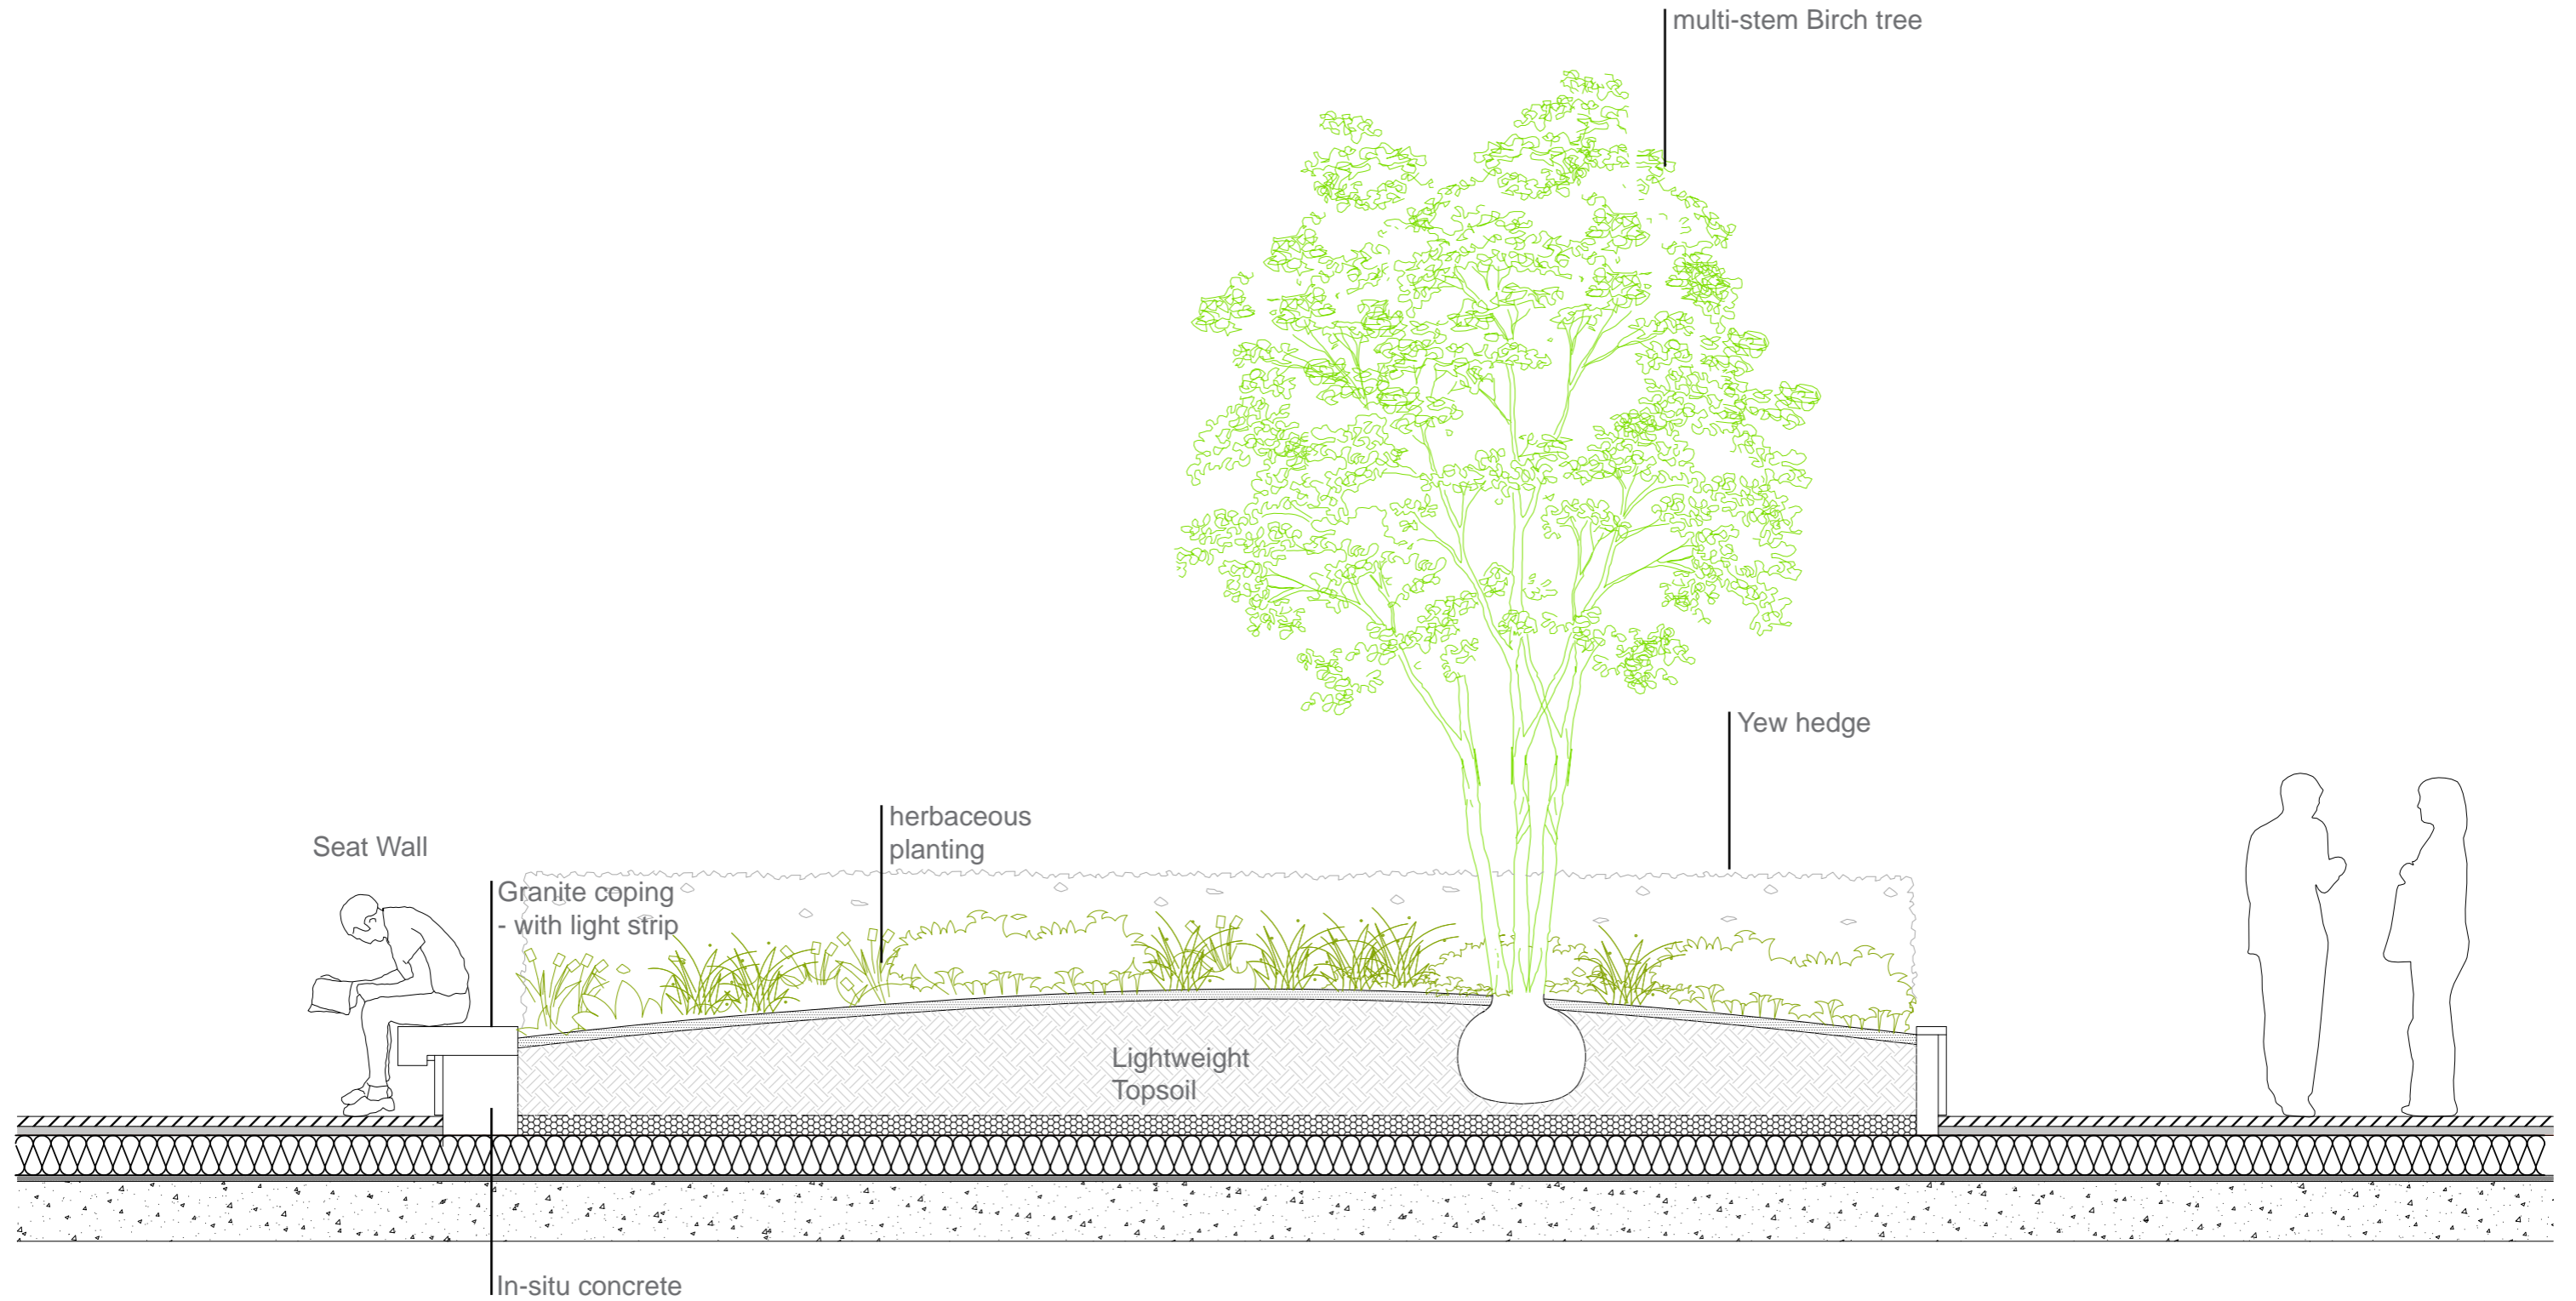 multi-stem Birch tree
Yew hedge
herbaceous
planting
Seat Wall
Granite coping
- with light strip
Lightweight
Topsoil
In-situ concrete